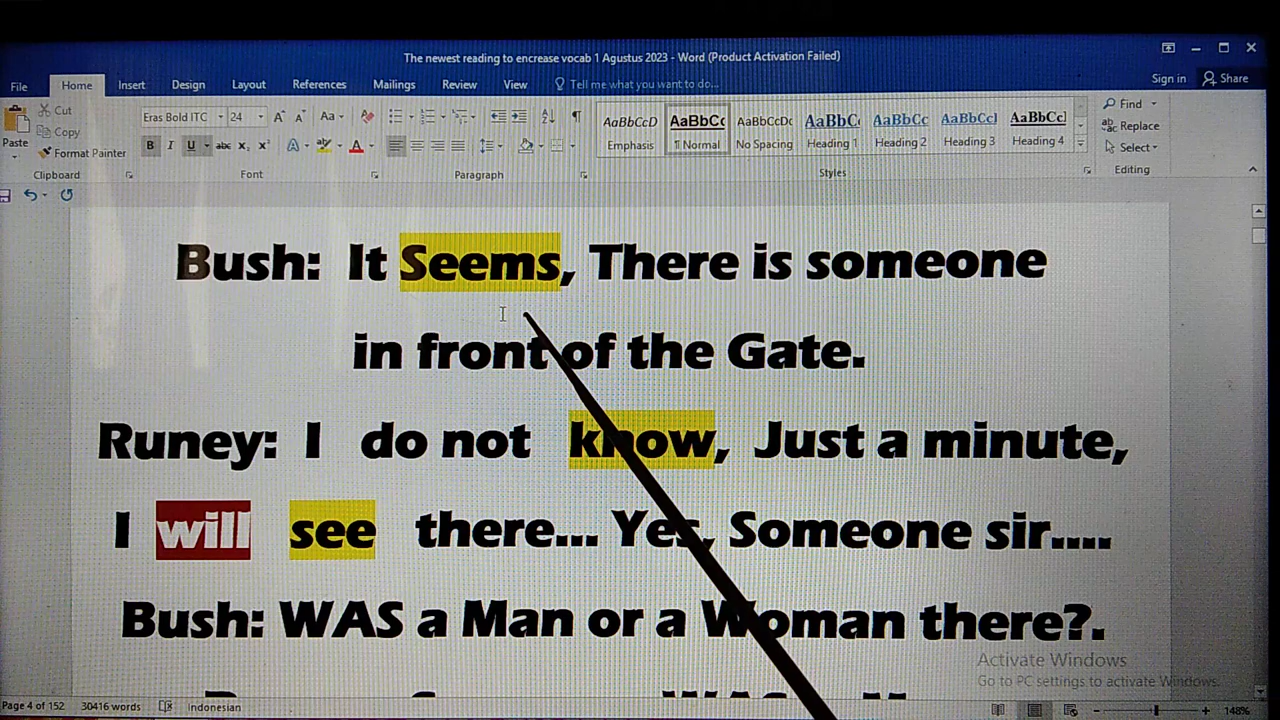 The newest reading to encrease vocab 1 Agustus 2023 - Word (Product Activation Failed)
File Home Insert Design Layout References Mailings Review View Tell me what you want to do... Sign in Share
Cut
Copy
Paste
Format Painter
Clipboard
Eras Bold ITC 24
Font
Paragraph
AaBbCcD AaBbCc AaBbCcDc AaBbC AaBbCcl AaBbCcl AaBbCcl
Emphasis ¶ Normal No Spacing Heading 1 Heading 2 Heading 3 Heading 4
Styles
Find
Replace
Select
Editing
Bush: It Seems, There is someone
in front of the Gate.
Runey: I do not know, Just a minute,
I will see there... Yes, Someone sir....
Bush: WAS a Man or a Woman there?.
Activate Windows
Go to PC settings to activate Windows.
Page 4 of 152 30416 words Indonesian 148%